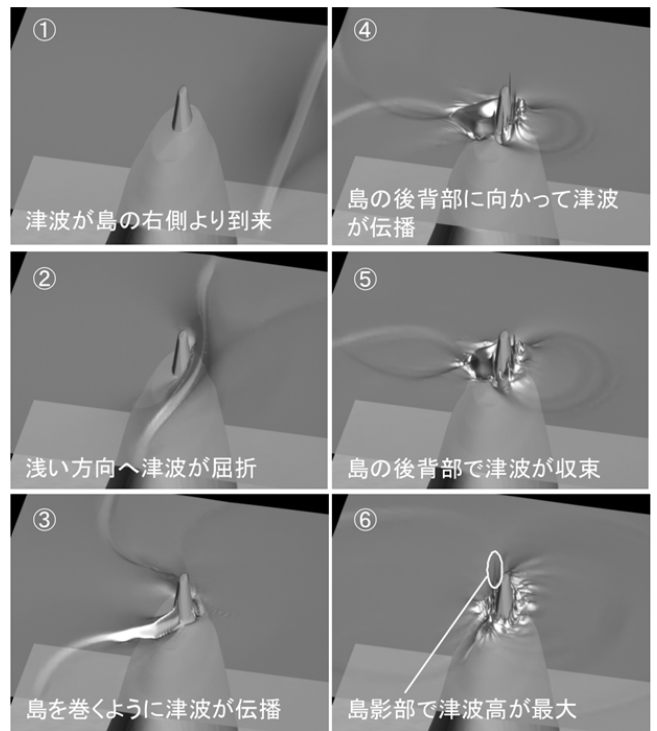 ①
津波が島の右側より到来
②
浅い方向へ津波が屈折
③
島を巻くように津波が伝播
④
島の後背部に向かって津波
が伝播
⑤
島の後背部で津波が収束
⑥
島影部で津波高が最大